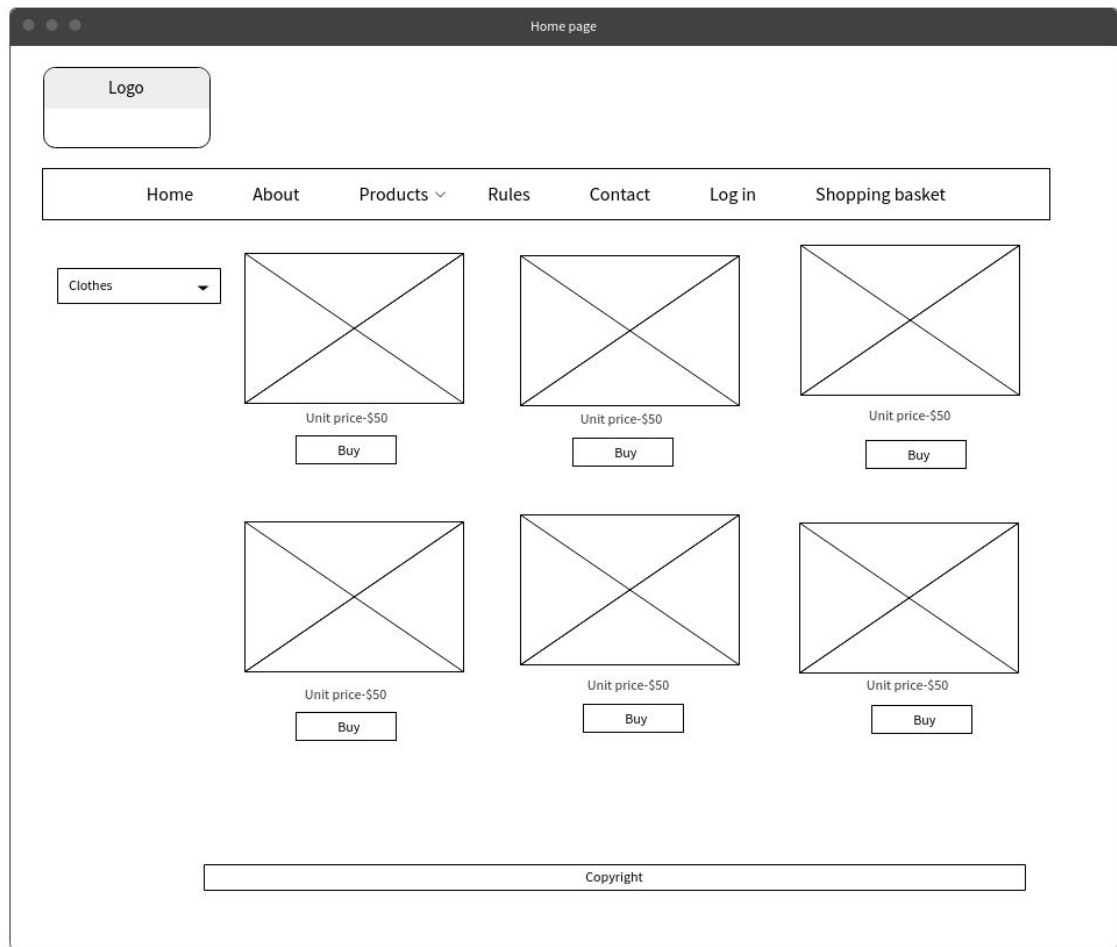 Home page
Logo
Home About Products Rules Contact Log in Shopping basket
Clothes
Unit price-$50 Unit price-$50 Unit price-$50
Buy Buy Buy
Unit price-$50 Unit price-$50 Unit price-$50
Buy Buy Buy
Copyright